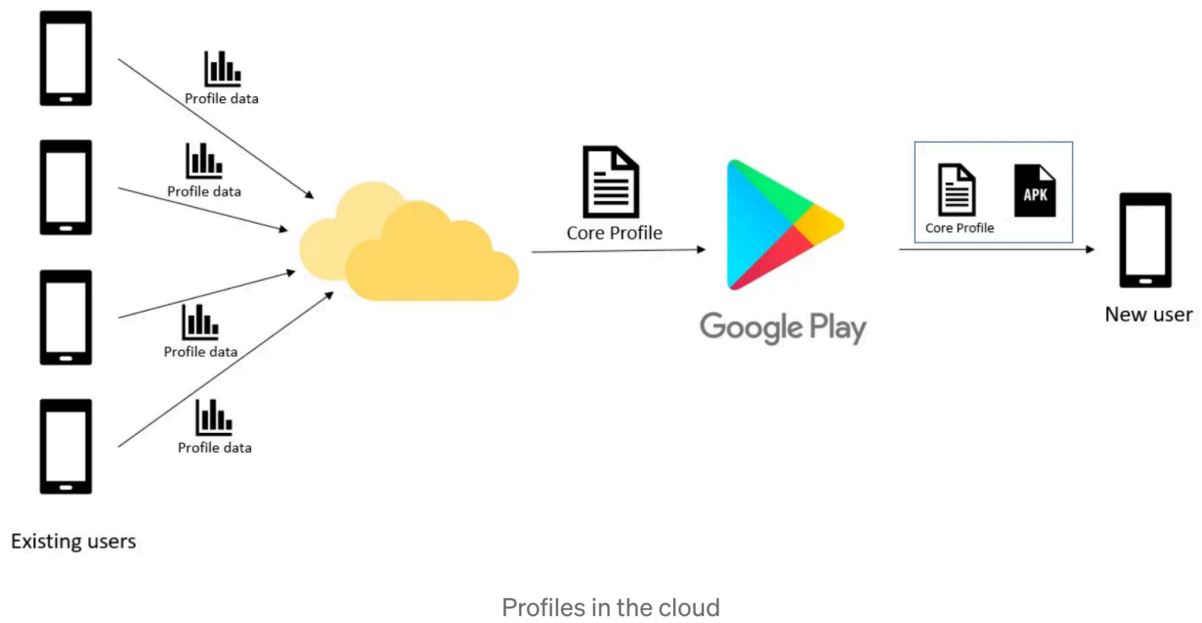 Profile data
Profile data
Profile data
Profile data
Existing users
Core Profile
Google Play
Core Profile
APK
New user
Profiles in the cloud